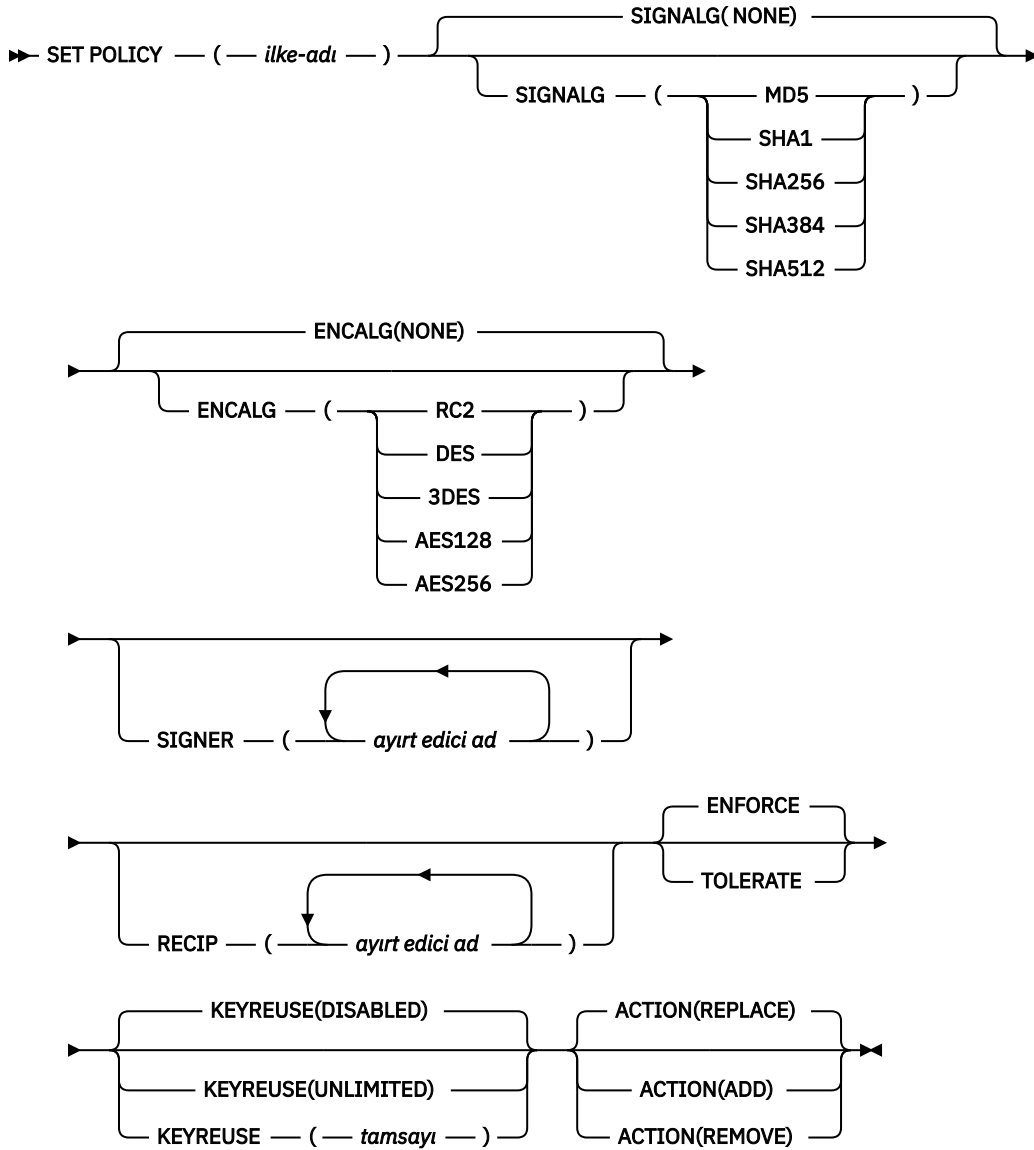 SIGNALG( NONE)
SET POLICY ( ilke-adı )
SIGNALG ( MD5 )
SHA1
SHA256
SHA384
SHA512
ENCALG(NONE)
ENCALG ( RC2 )
DES
3DES
AES128
AES256
SIGNER ( ayırt edici ad )
ENFORCE
TOLERATE
RECIP ( ayırt edici ad )
KEYREUSE(DISABLED) ACTION(REPLACE)
KEYREUSE(UNLIMITED) ACTION(ADD)
KEYREUSE ( tamsayı ) ACTION(REMOVE)